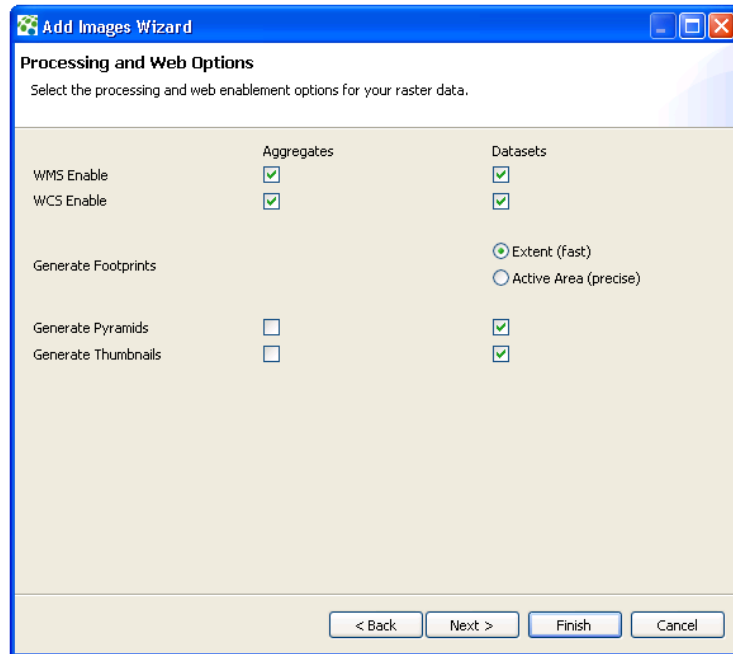 Add Images Wizard
Processing and Web Options
Select the processing and web enablement options for your raster data.
Aggregates Datasets
WMS Enable
WCS Enable
Generate Footprints
Extent (fast)
Active Area (precise)
Generate Pyramids
Generate Thumbnails
< Back Next > Finish Cancel